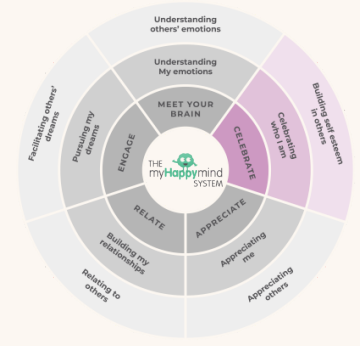 Understanding
others' emotions
Understanding
My emotions
MEET YOUR
BRAIN
Building self esteem
in others
Celebrating
who I am
CELEBRATE
Appreciating
others
Appreciating
me
APPRECIATE
Relating to
others
Building my
relationships
RELATE
Facilitating others'
dreams
Pursuing my
dreams
ENGAGE
THE
myHappymind
SYSTEM